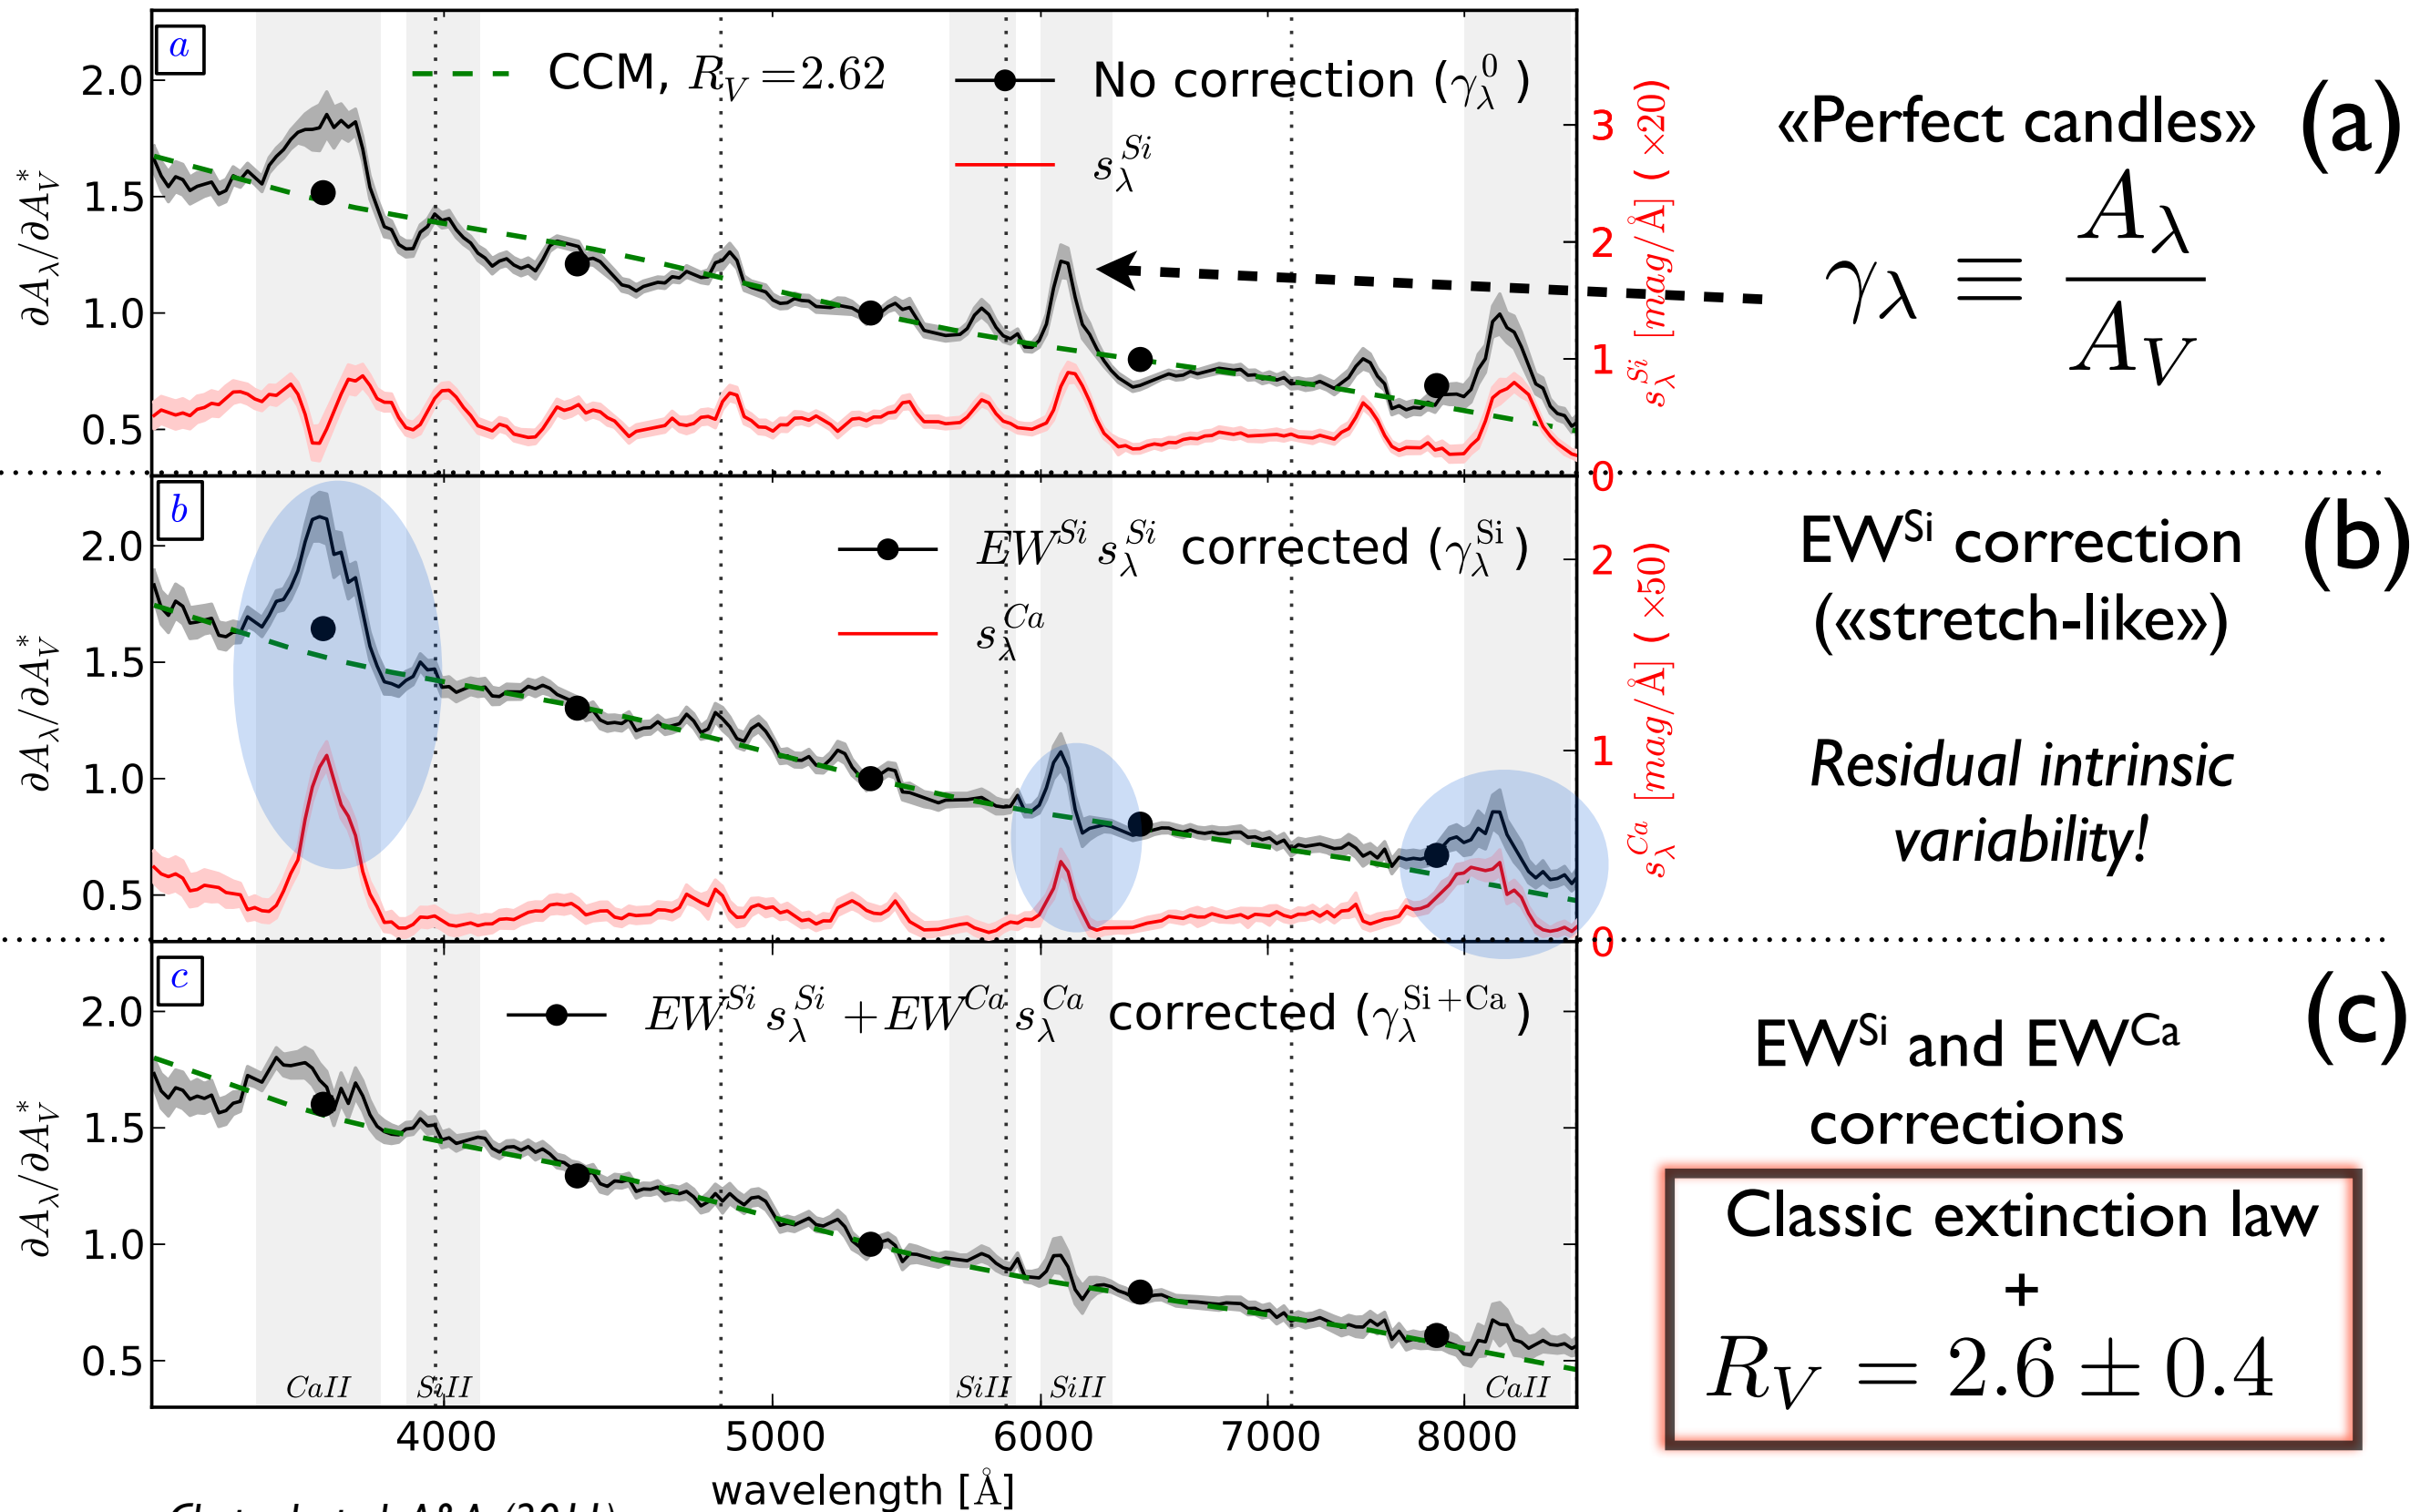 a
CCM, R_V = 2.62
No correction (γ_λ^0)
s_λ^{Si}
2.0
1.5
1.0
0.5
∂A_λ/∂A_V^*
3
2
1
0
s_λ^{Si} [mag/Å] (×20)
«Perfect candles»
(a)
γ_λ ≡ A_λ / A_V
b
EW^{Si} s_λ^{Si} corrected (γ_λ^{Si})
s_λ^{Ca}
2.0
1.5
1.0
0.5
∂A_λ/∂A_V^*
2
1
0
s_λ^{Ca} [mag/Å] (×50)
EW^{Si} correction
(«stretch-like»)
(b)
Residual intrinsic
variability!
c
EW^{Si} s_λ^{Si} + EW^{Ca} s_λ^{Ca} corrected (γ_λ^{Si+Ca})
2.0
1.5
1.0
0.5
∂A_λ/∂A_V^*
CaII
SiII
SiII
SiII
CaII
4000
5000
6000
7000
8000
wavelength [Å]
(c)
EW^{Si} and EW^{Ca}
corrections
Classic extinction law
+
R_V = 2.6 ± 0.4
et al. A&A (2011)